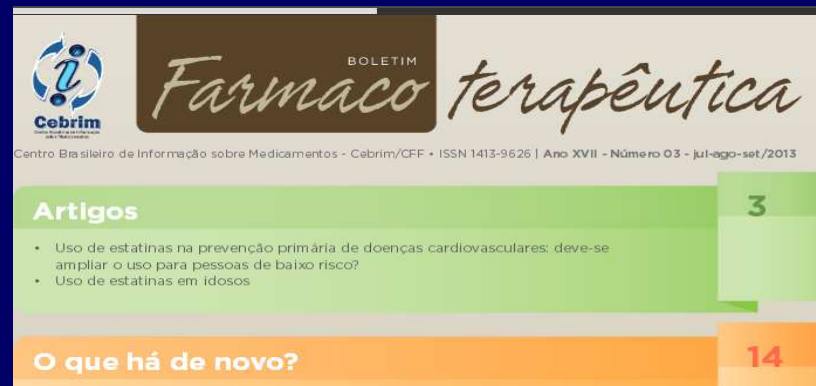 BOLETIM
Farmaco terapêutica
Cebrim
Centro Brasileiro de Informação sobre Medicamentos - Cebrim/CFF • ISSN 1413-9626 | Ano XVII - Número 03 - jul-ago-set/2013
Artigos 3
• Uso de estatinas na prevenção primária de doenças cardiovasculares: deve-se
ampliar o uso para pessoas de baixo risco?
• Uso de estatinas em idosos
O que há de novo? 14